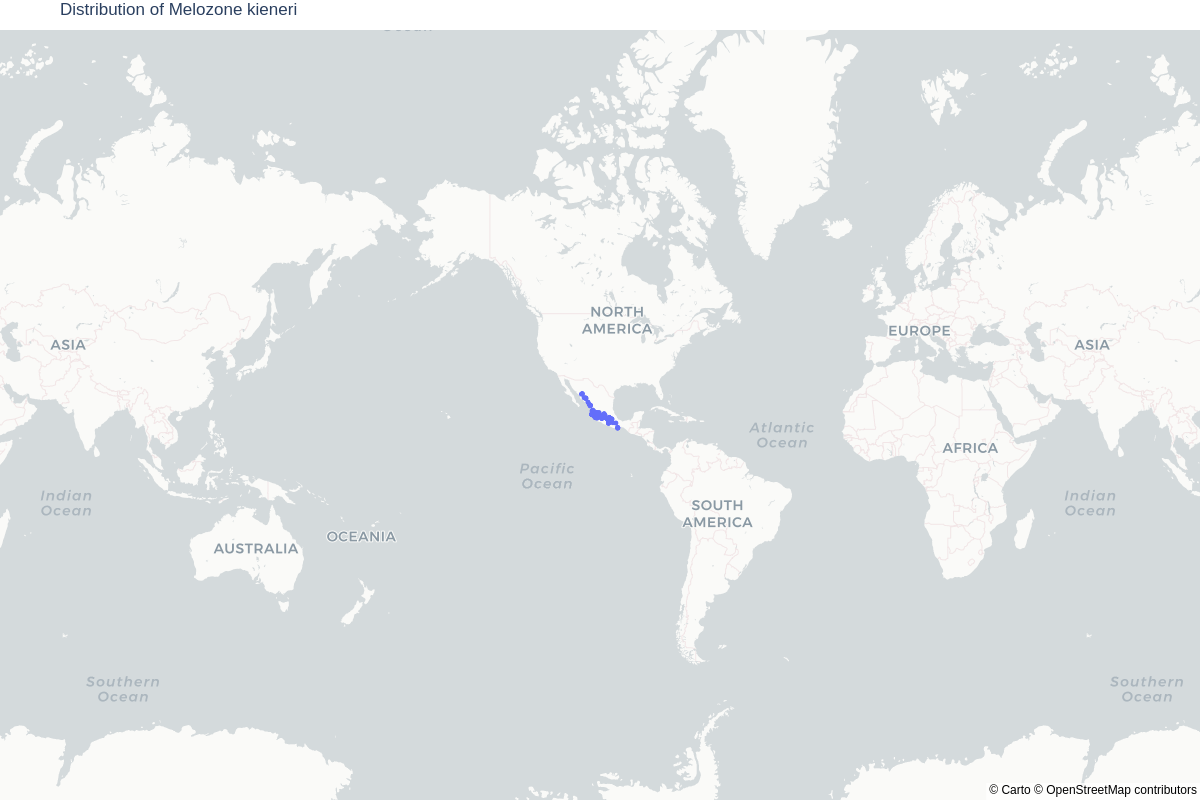 Distribution of Melozone kieneri
NORTH
AMERICA
ASIA
EUROPE
ASIA
Atlantic
Ocean
AFRICA
Pacific
Ocean
Indian
Ocean
SOUTH
AMERICA
Indian
Ocean
OCEANIA
AUSTRALIA
Southern
Ocean
Southern
Ocean
© Carto © OpenStreetMap contributors